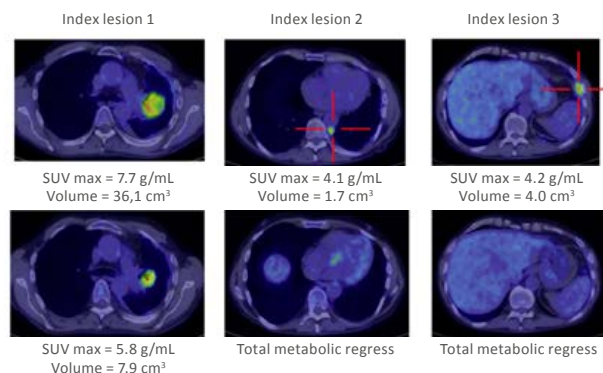 Index lesion 1
Index lesion 2
Index lesion 3
SUV max = 7.7 g/mL
Volume = 36,1 cm³
SUV max = 4.1 g/mL
Volume = 1.7 cm³
SUV max = 4.2 g/mL
Volume = 4.0 cm³
SUV max = 5.8 g/mL
Volume = 7.9 cm³
Total metabolic regress
Total metabolic regress